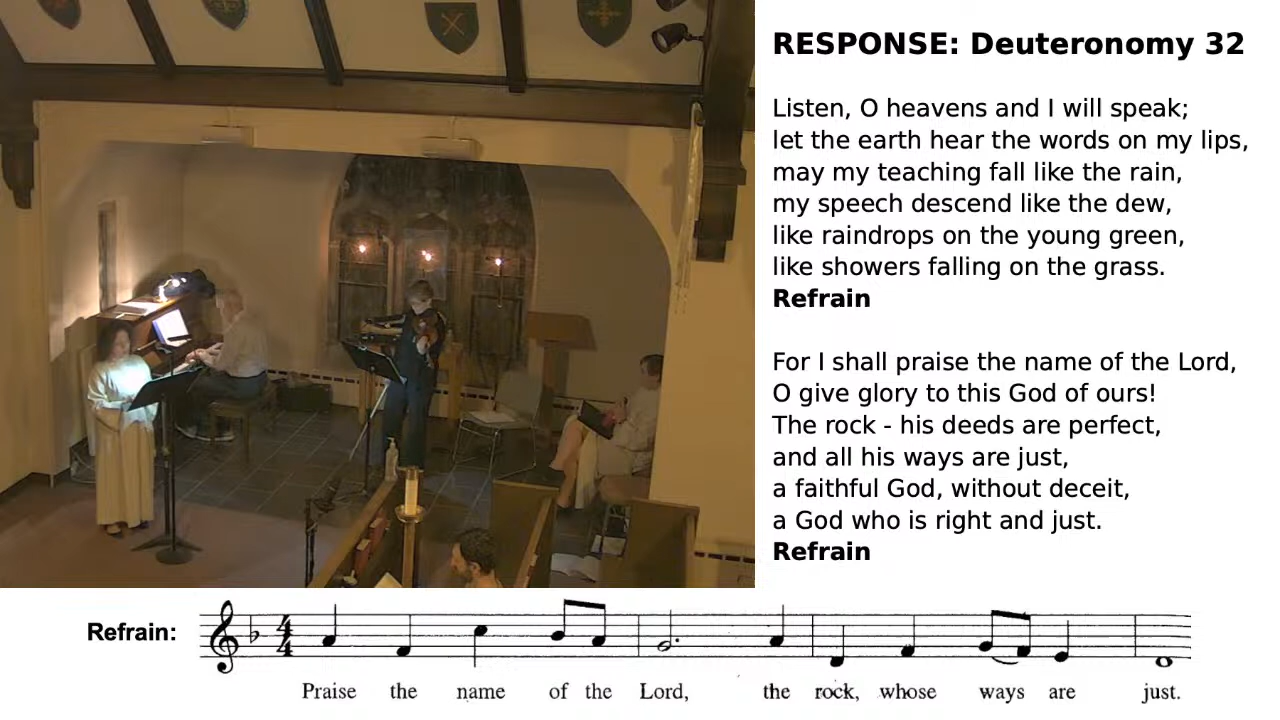 RESPONSE: Deuteronomy 32
Listen, O heavens and I will speak;
let the earth hear the words on my lips,
may my teaching fall like the rain,
my speech descend like the dew,
like raindrops on the young green,
like showers falling on the grass.
Refrain
For I shall praise the name of the Lord,
O give glory to this God of ours!
The rock - his deeds are perfect,
and all his ways are just,
a faithful God, without deceit,
a God who is right and just.
Refrain
Refrain:
4
4
Praise the name of the Lord, the rock, whose ways are just.